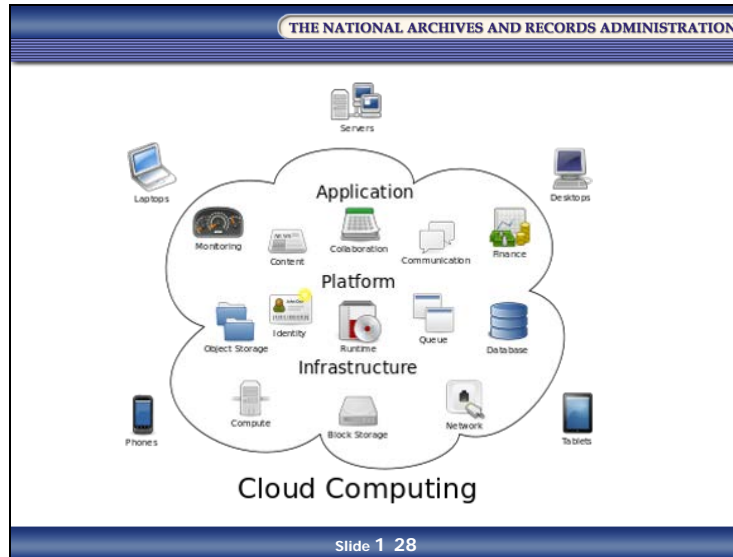 THE NATIONAL ARCHIVES AND RECORDS ADMINISTRATION
Servers
Laptops
Desktops
Application
Monitoring
Content
Collaboration
Communication
Finance
Platform
Object Storage
Identity
Runtime
Queue
Database
Infrastructure
Phones
Compute
Block Storage
Network
Tablets
Cloud Computing
Slide 1 28